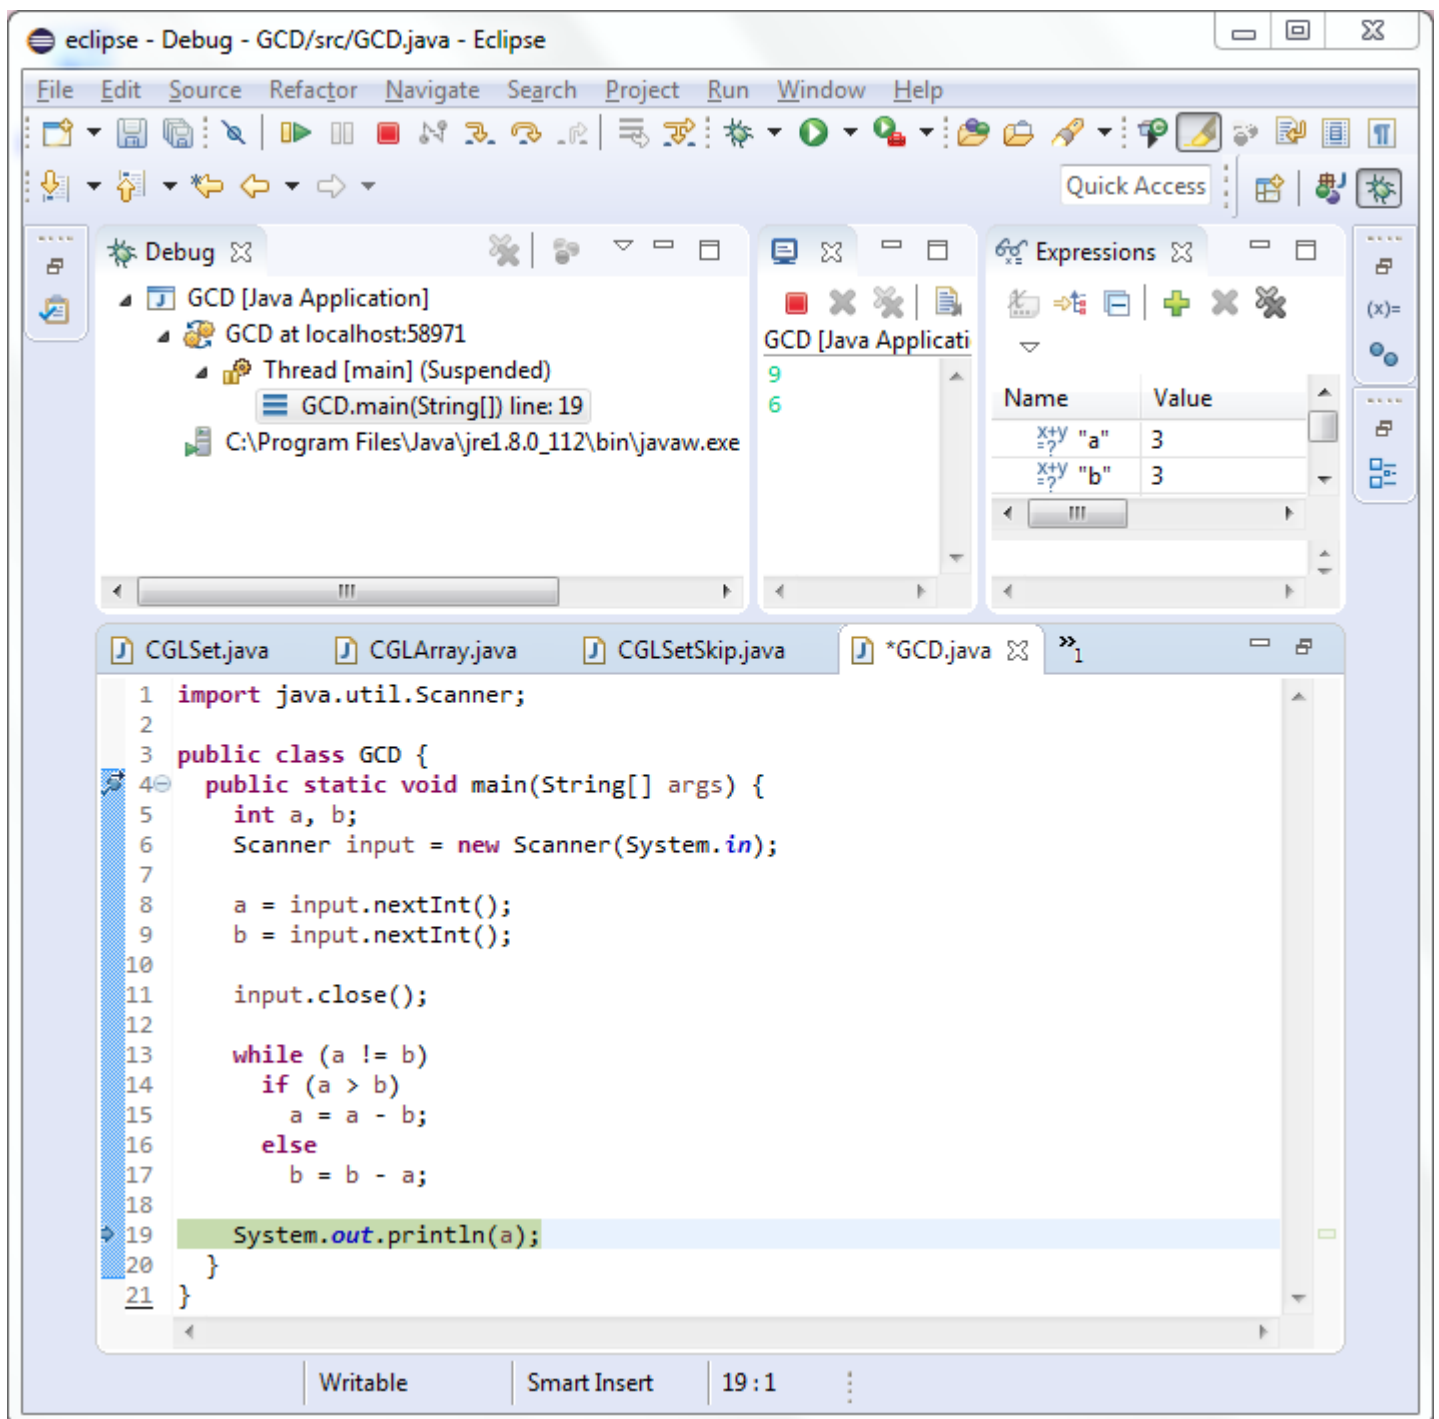 eclipse - Debug - GCD/src/GCD.java - Eclipse
File Edit Source Refactor Navigate Search Project Run Window Help
Quick Access
Debug
GCD [Java Application]
GCD at localhost:58971
Thread [main] (Suspended)
GCD.main(String[]) line: 19
C:\Program Files\Java\jre1.8.0_112\bin\javaw.exe
GCD [Java Applicati
9
6
Expressions
Name Value
x+y=? "a" 3
x+y=? "b" 3
(x)=
CGLSet.java CGLArray.java CGLSetSkip.java *GCD.java »1
1 import java.util.Scanner;
2
3 public class GCD {
4 public static void main(String[] args) {
5 int a, b;
6 Scanner input = new Scanner(System.in);
7
8 a = input.nextInt();
9 b = input.nextInt();
10
11 input.close();
12
13 while (a != b)
14 if (a > b)
15 a = a - b;
16 else
17 b = b - a;
18
19 System.out.println(a);
20 }
21 }
Writable Smart Insert 19 : 1